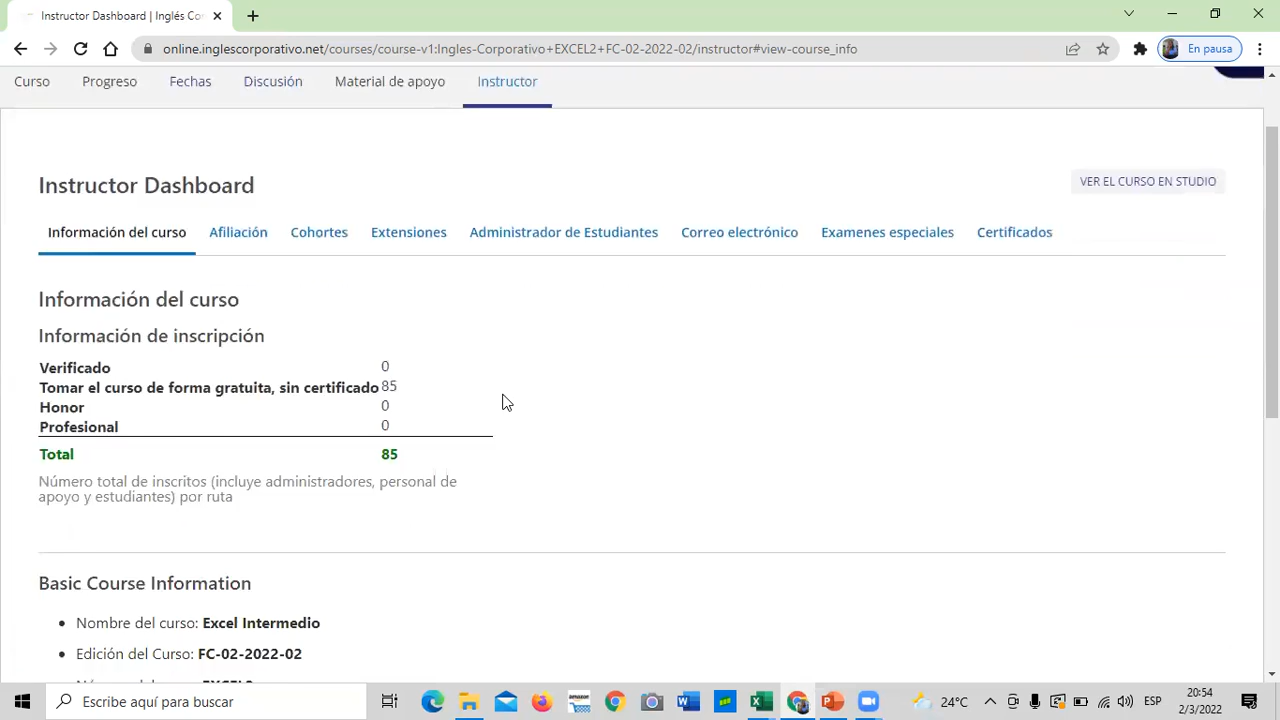 Instructor Dashboard | Inglés Co
online.inglescorporativo.net/courses/course-v1:Ingles-Corporativo+EXCEL2+FC-02-2022-02/instructor#view-course_info
En pausa
Curso Progreso Fechas Discusión Material de apoyo Instructor
Instructor Dashboard
VER EL CURSO EN STUDIO
Información del curso Afiliación Cohortes Extensiones Administrador de Estudiantes Correo electrónico Examenes especiales Certificados
Información del curso
Información de inscripción
Verificado 0
Tomar el curso de forma gratuita, sin certificado 85
Honor 0
Profesional 0
Total 85
Número total de inscritos (incluye administradores, personal de
apoyo y estudiantes) por ruta
Basic Course Information
• Nombre del curso: Excel Intermedio
• Edición del Curso: FC-02-2022-02
Escribe aquí para buscar
24°C
ESP
20:54
2/3/2022